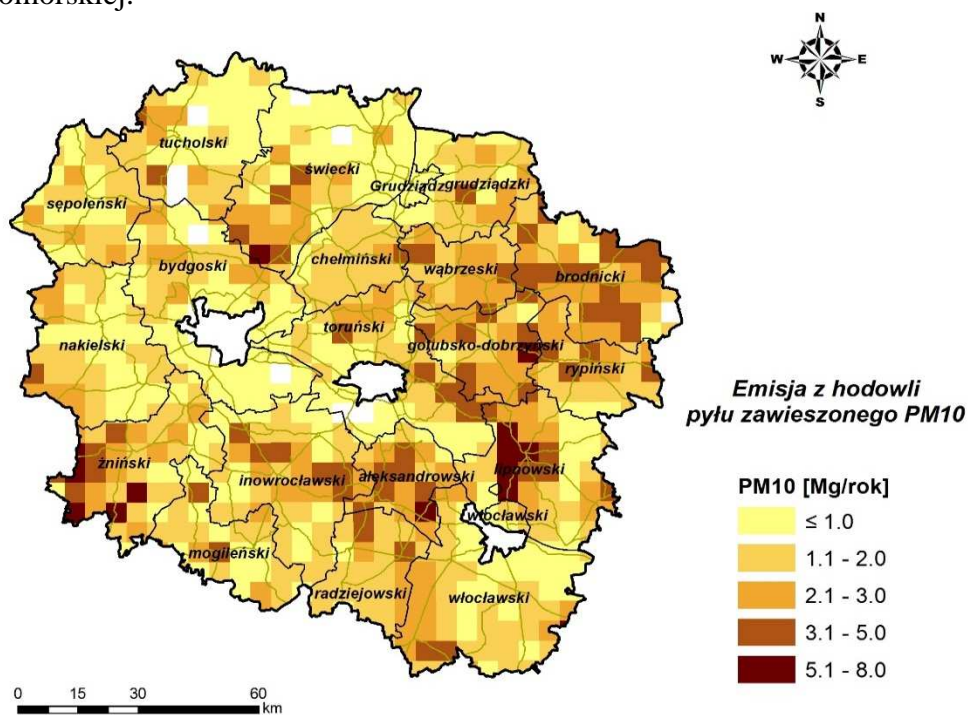 omorskiej.
N
W E
S
tucholski
świecki
Grudziądz
grudziądzki
sępoleński
bydgoski
chełmiński
wąbrzeski
brodnicki
toruński
nakielski
golubsko-dobrzyński
rypiński
Emisja z hodowli
pyłu zawieszonego PM10
żniński
inowrocławski
aleksandrowski
lipnowski
PM10 [Mg/rok]
włocławski
≤ 1.0
mogileński
1.1 - 2.0
radziejowski
włocławski
2.1 - 3.0
3.1 - 5.0
5.1 - 8.0
0 15 30 60
km